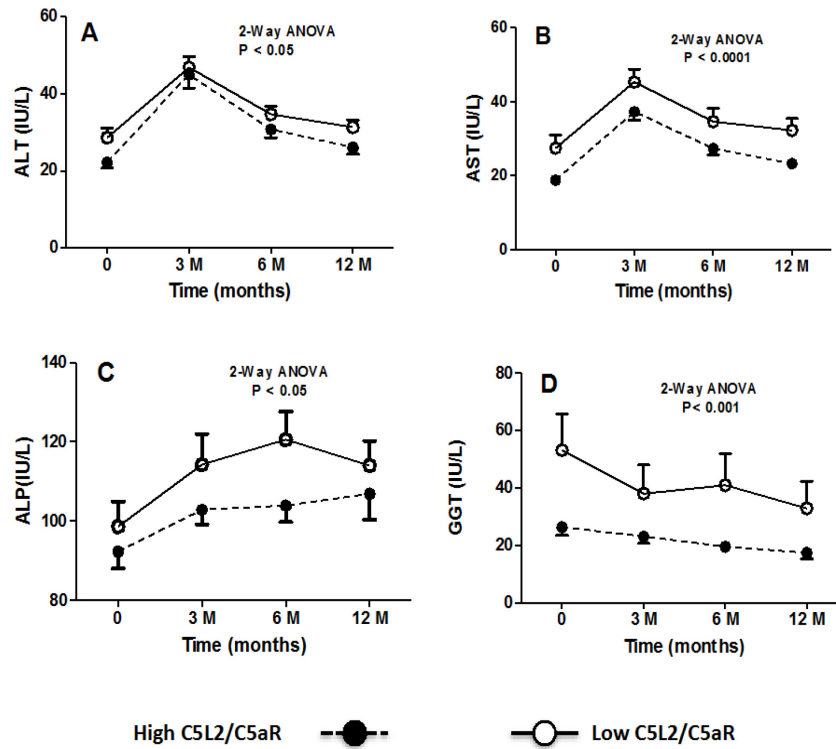 A
2-Way ANOVA
P < 0.05
60
40
20
0
ALT (IU/L)
0 3 M 6 M 12 M
Time (months)
B
2-Way ANOVA
P < 0.0001
60
40
20
0
AST (IU/L)
0 3 M 6 M 12 M
Time (months)
C
2-Way ANOVA
P < 0.05
140
120
100
80
ALP(IU/L)
0 3 M 6 M 12 M
Time (months)
D
2-Way ANOVA
P< 0.001
80
60
40
20
0
GGT (IU/L)
0 3 M 6 M 12 M
Time (months)
High C5L2/C5aR
Low C5L2/C5aR